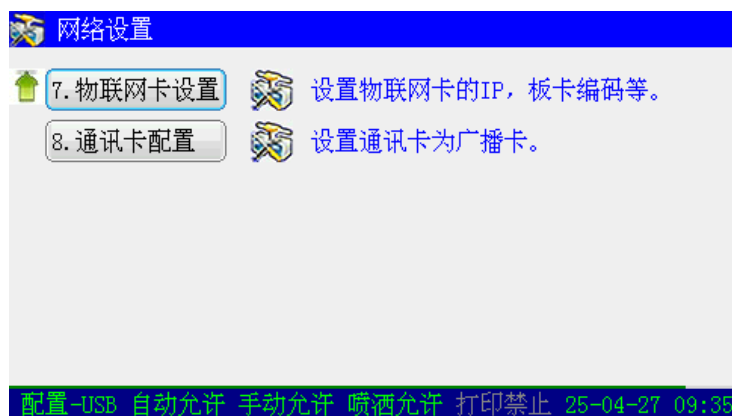 网络设置
7.物联网卡设置 设置物联网卡的IP，板卡编码等。
8.通讯卡配置 设置通讯卡为广播卡。
配置-USB 自动允许 手动允许 喷洒允许 打印禁止 25-04-27 09:35